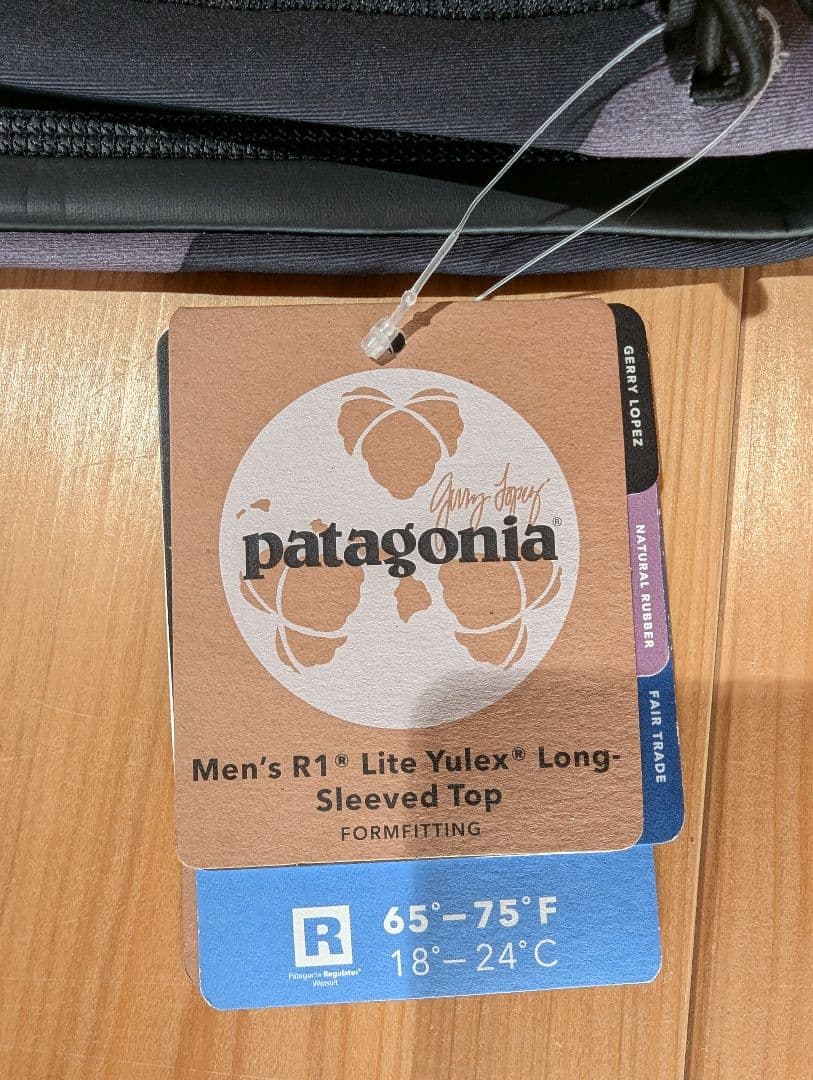 Gerry Lopez
patagonia®
Men's R1® Lite Yulex® Long-
Sleeved Top
FORMFITTING
GERRY LOPEZ
NATURAL RUBBER
FAIR TRADE
R
Patagonia Regulator®
Wetsuit
65°–75°F
18°–24°C